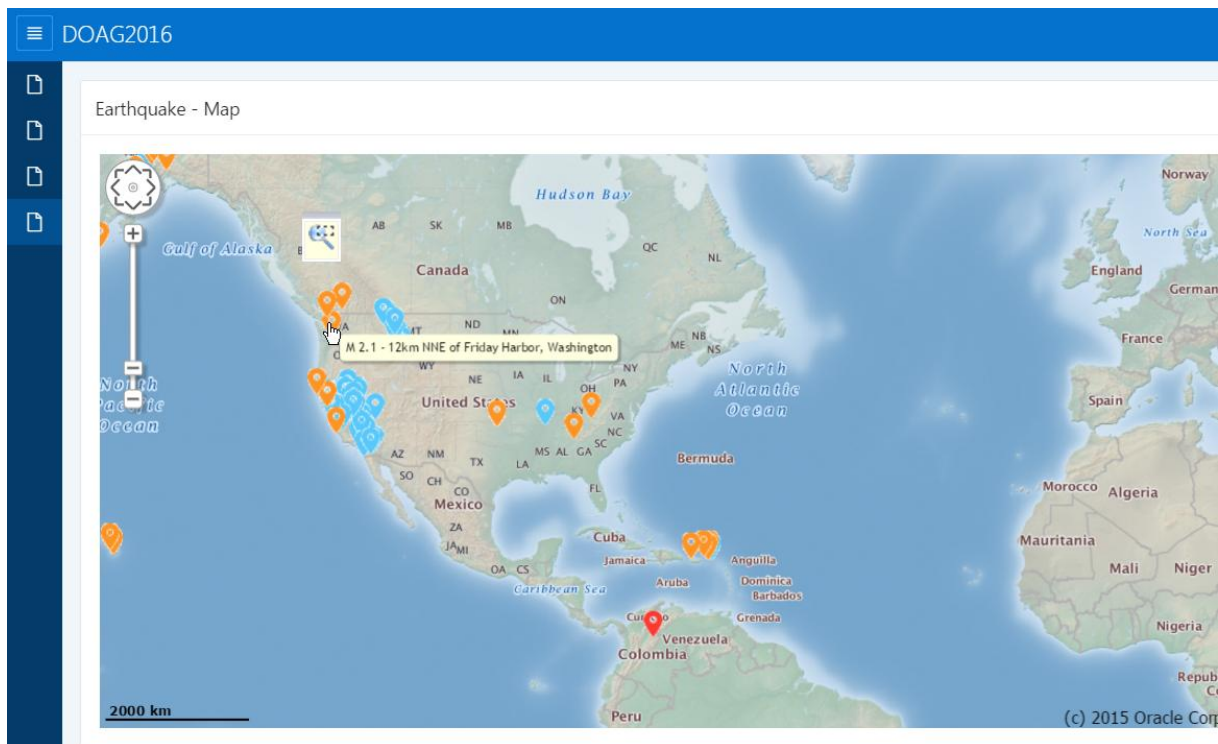 DOAG2016
Earthquake - Map
Norway
Hudson Bay
AB
SK
MB
North Sea
Gulf of Alaska
QC
NL
England
Canada
German
ON
ND
M 2.1 - 12km NNE of Friday Harbor, Washington
ME
NB
NS
France
WY
NE
IA
IL
OH
PA
NY
North
Atlantic
Ocean
North
Pacific
Ocean
United States
KY
VA
NC
SC
Spain
AZ
NM
TX
LA
MS
AL
GA
Bermuda
SO
CH
CO
FL
Mexico
Morocco
Algeria
ZA
JA
MI
Cuba
Mauritania
OA
CS
Jamaica
Anguilla
Mali
Niger
Caribbean Sea
Aruba
Dominica
Barbados
Grenada
Venezuela
Colombia
Nigeria
Repub
2000 km
Peru
(c) 2015 Oracle Corp